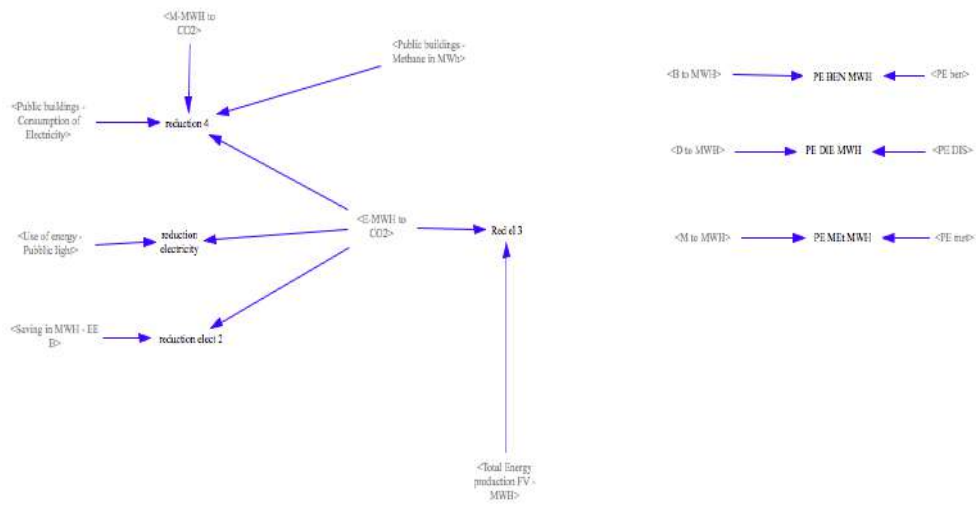 <M-MWH to
CO2>
<Public buildings -
Methane in MWh>
<Public buildings -
Consumption of
Electricity>
reduction 4
<E-MWH to
CO2>
<Use of energy -
Pubblic light>
reduction
electricity
Red el 3
<Saving in MWH - EE
B>
reduction elect 2
<Total Energy
production FV -
MWH>
<B to MWH>
PE BEN MWH
<PE ben>
<D to MWH>
PE DIE MWH
<PE DIS>
<M to MWH>
PE MEt MWH
<PE met>